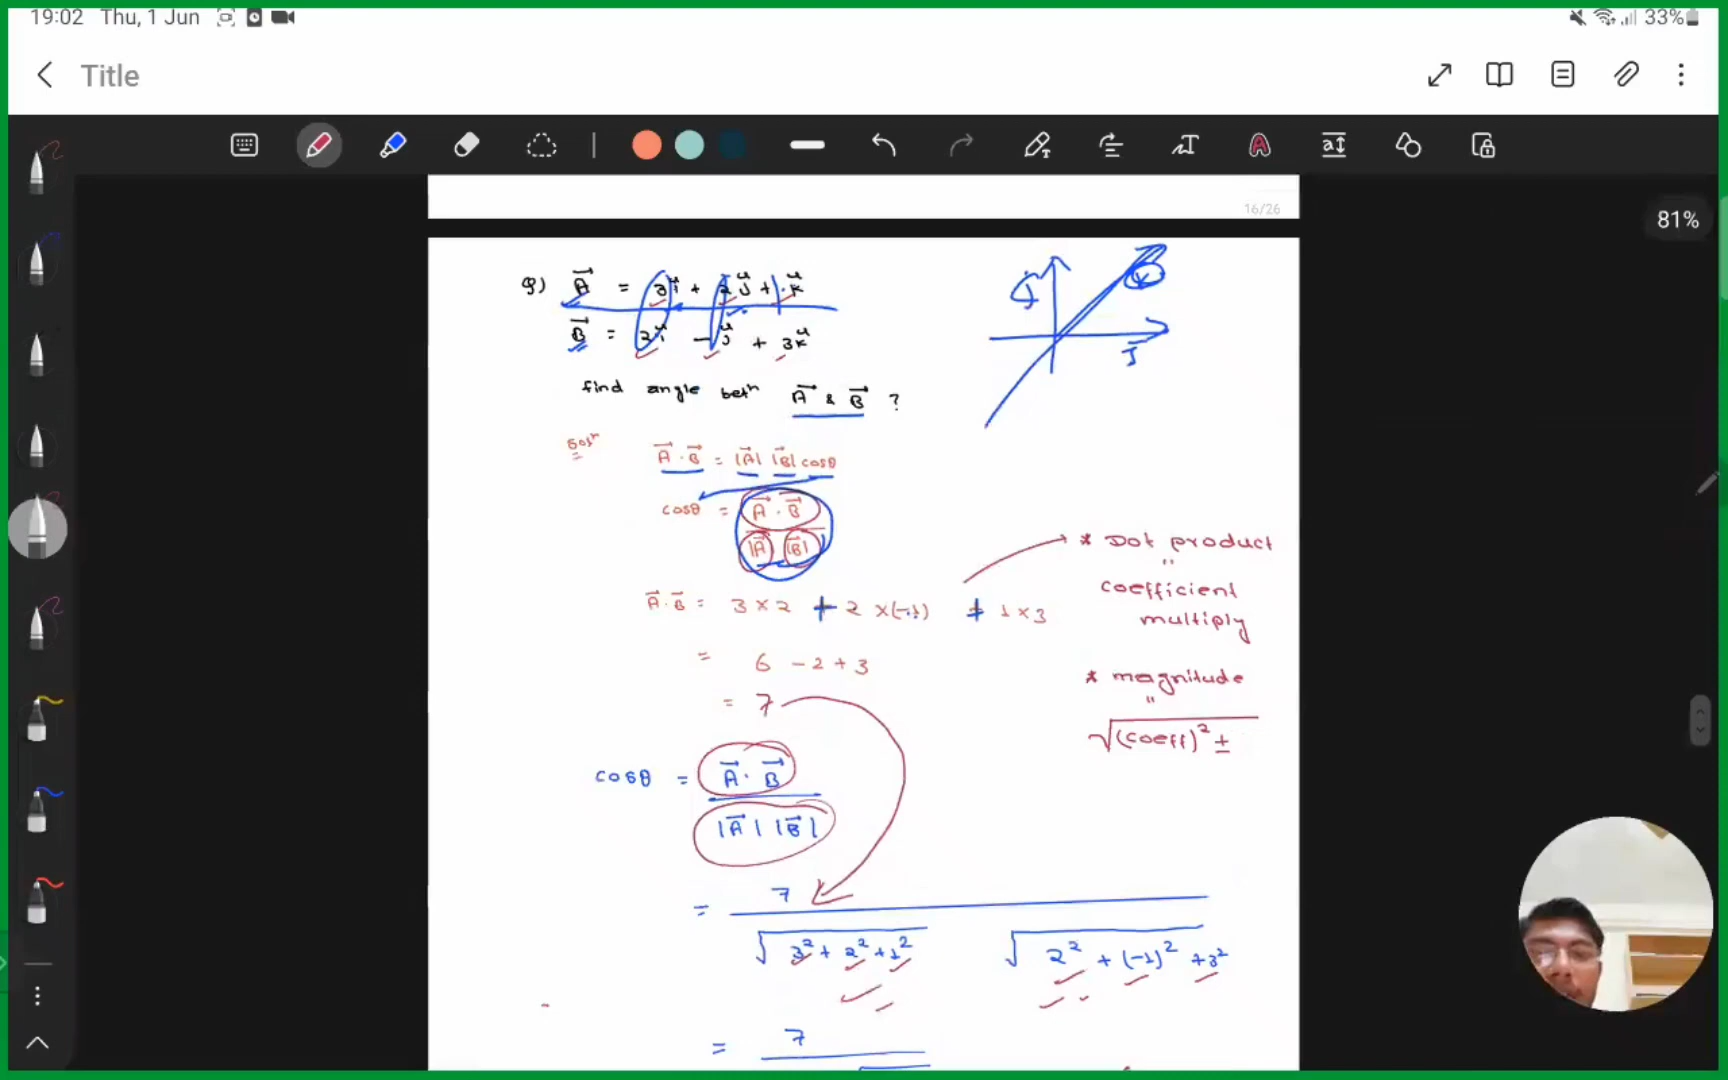 19:02 Thu, 1 Jun
33%
Title
81%
16/26
Q) A = 3i + 2j + 1·k
B = 2i - j + 3k
find angle betn A & B ?
Soln
A · B = |A| |B| cosθ
cosθ = A · B
|A| |B|
A·B = 3×2 + 2×(-1) + 1×3
= 6 - 2 + 3
= 7
* Dot product
"
coefficient
multiply
* magnitude
"
√(coeff)² ±
cosθ = A · B
|A| |B|
= 7
√3² + 2² + 1² √2² + (-1)² + 3²
= 7
j
k